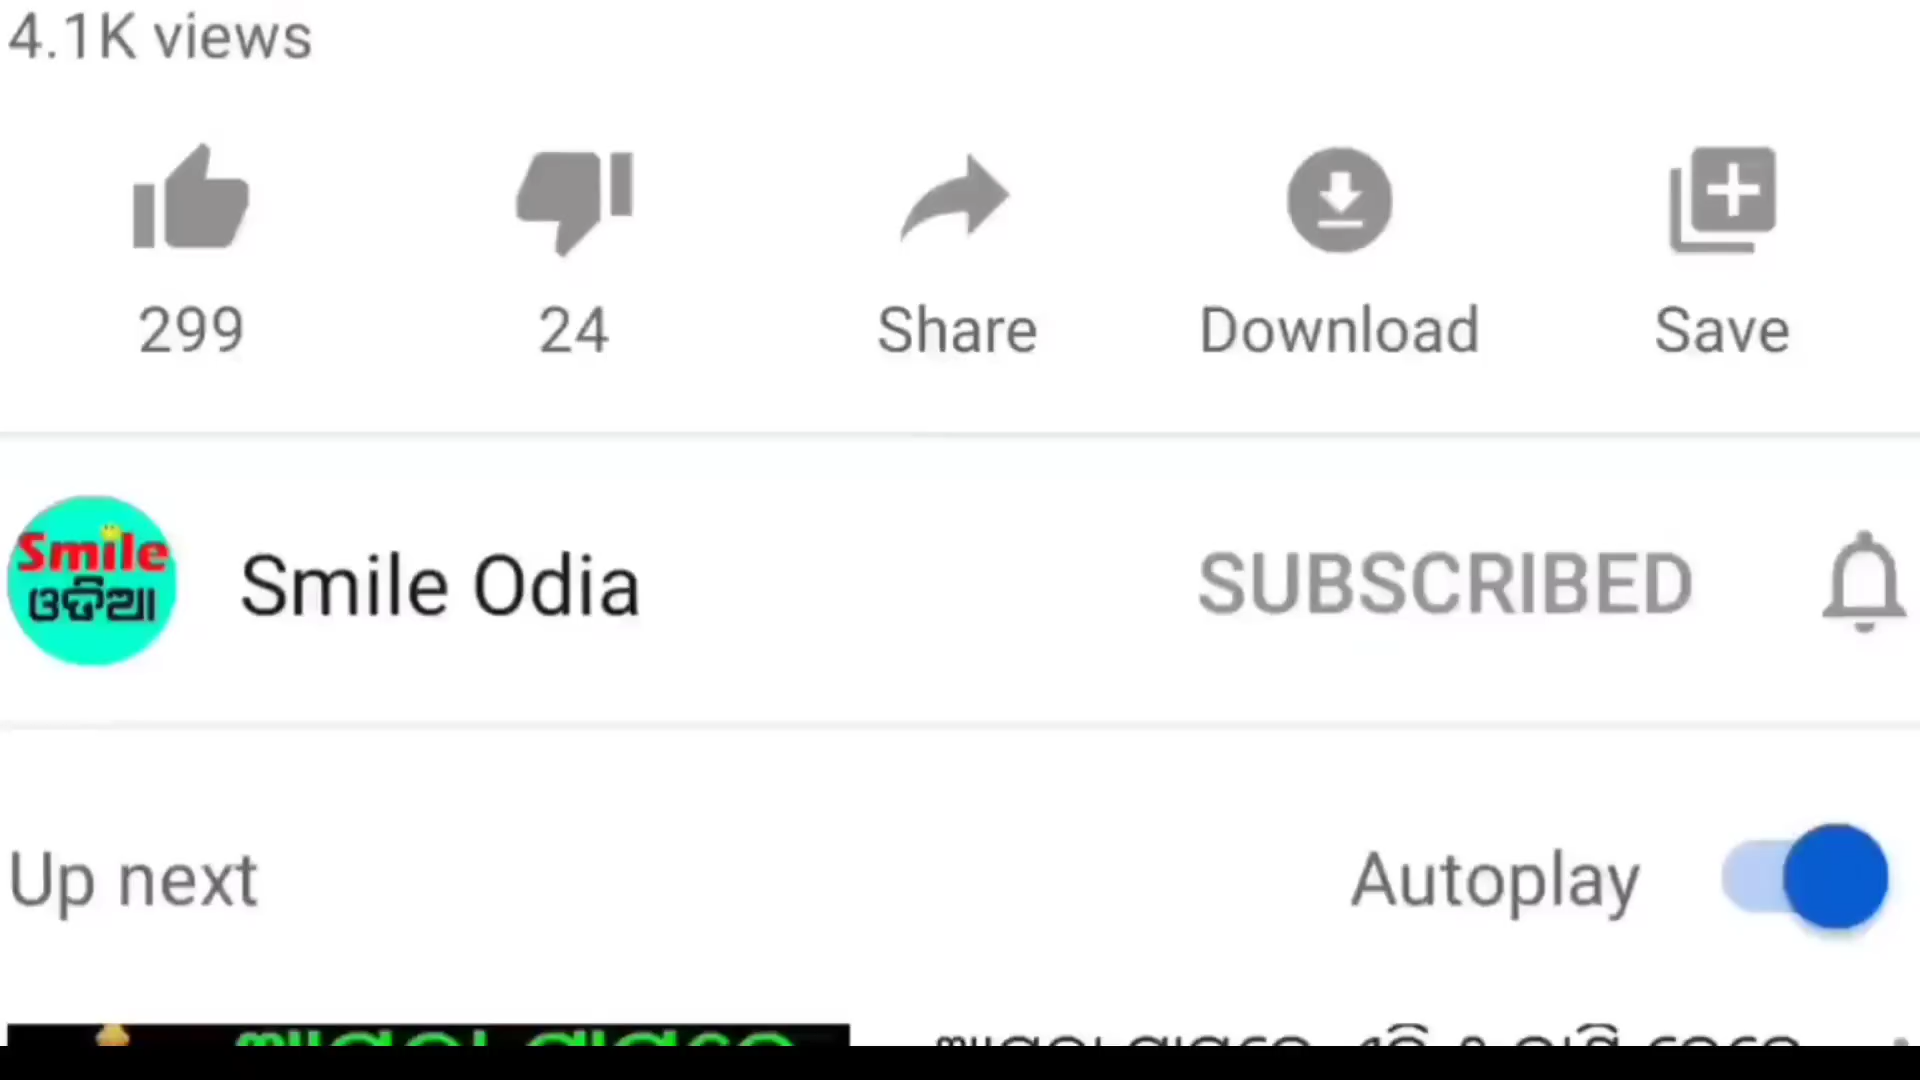 4.1K views
299
24
Share
Download
Save
Smile
ଓଡିଆ
Smile Odia
SUBSCRIBED
Up next
Autoplay